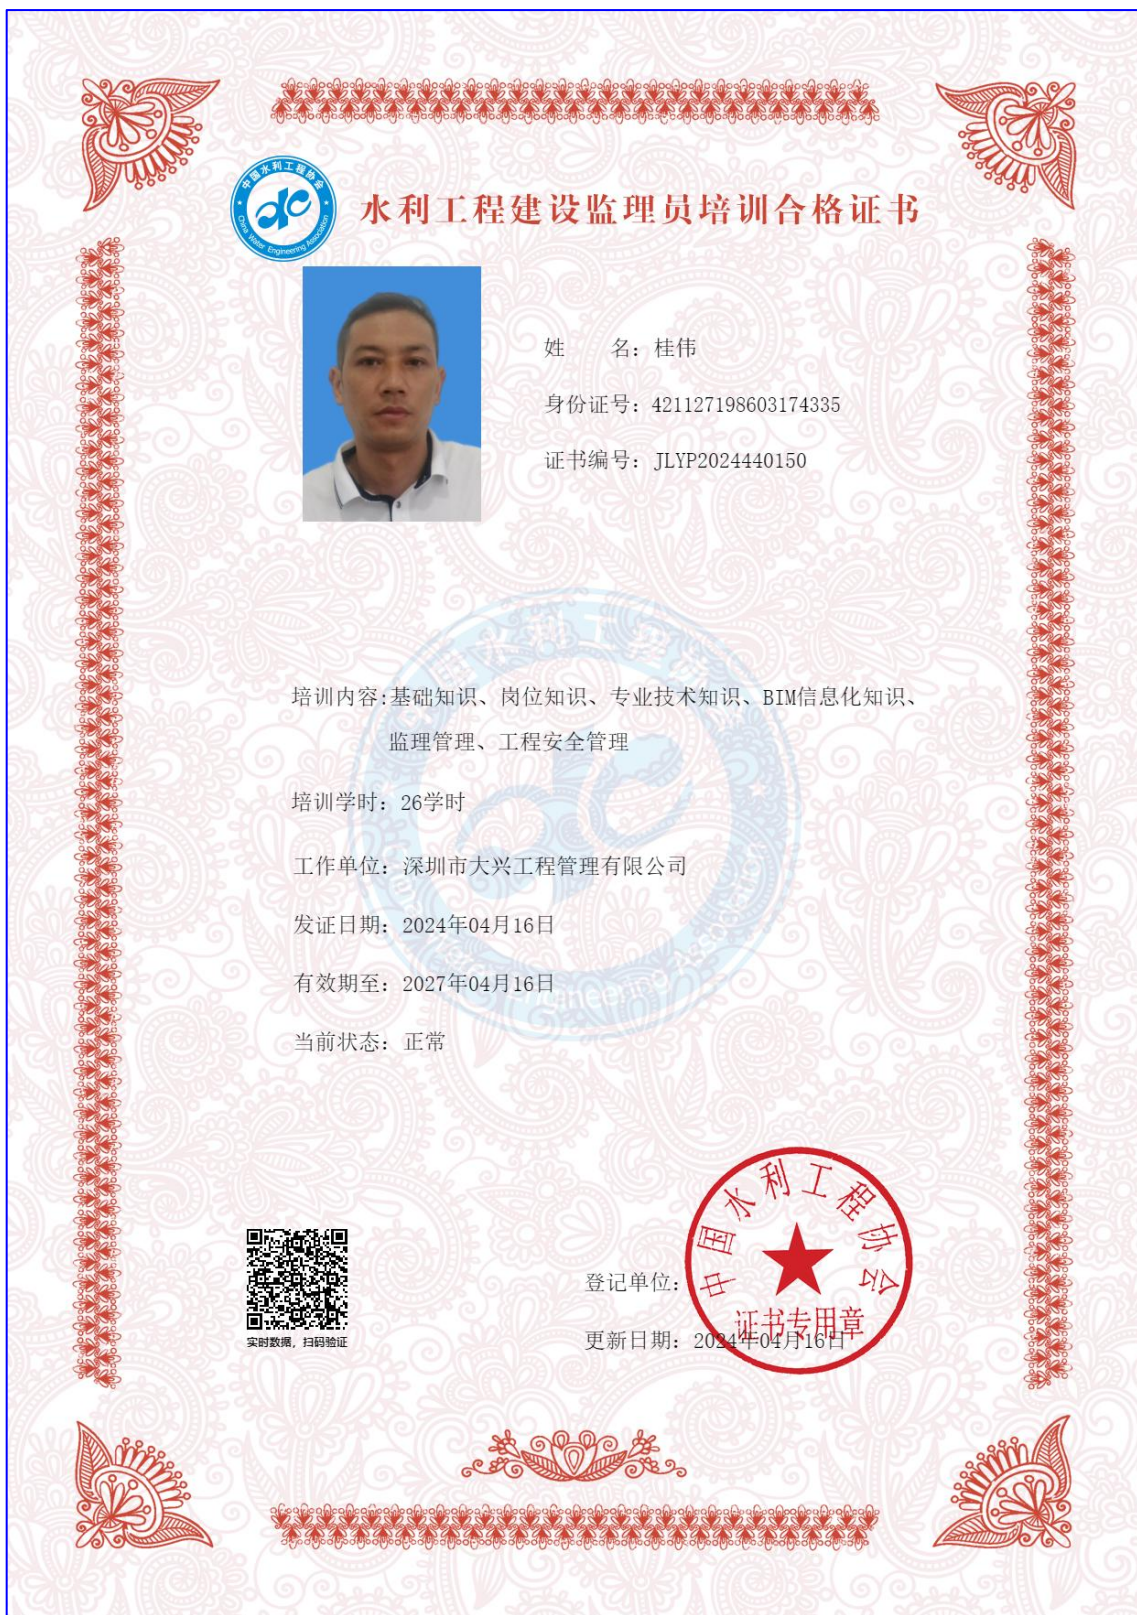 中国水利工程协会
China Water Engineering Association
水利工程建设监理员培训合格证书
姓 名：桂伟
身份证号：421127198603174335
证书编号：JLYP2024440150
培训内容:基础知识、岗位知识、专业技术知识、BIM信息化知识、
监理管理、工程安全管理
培训学时：26学时
工作单位：深圳市大兴工程管理有限公司
发证日期：2024年04月16日
有效期至：2027年04月16日
当前状态：正常
实时数据，扫码验证
登记单位：
中国水利工程协会
证书专用章
更新日期：2024年04月16日